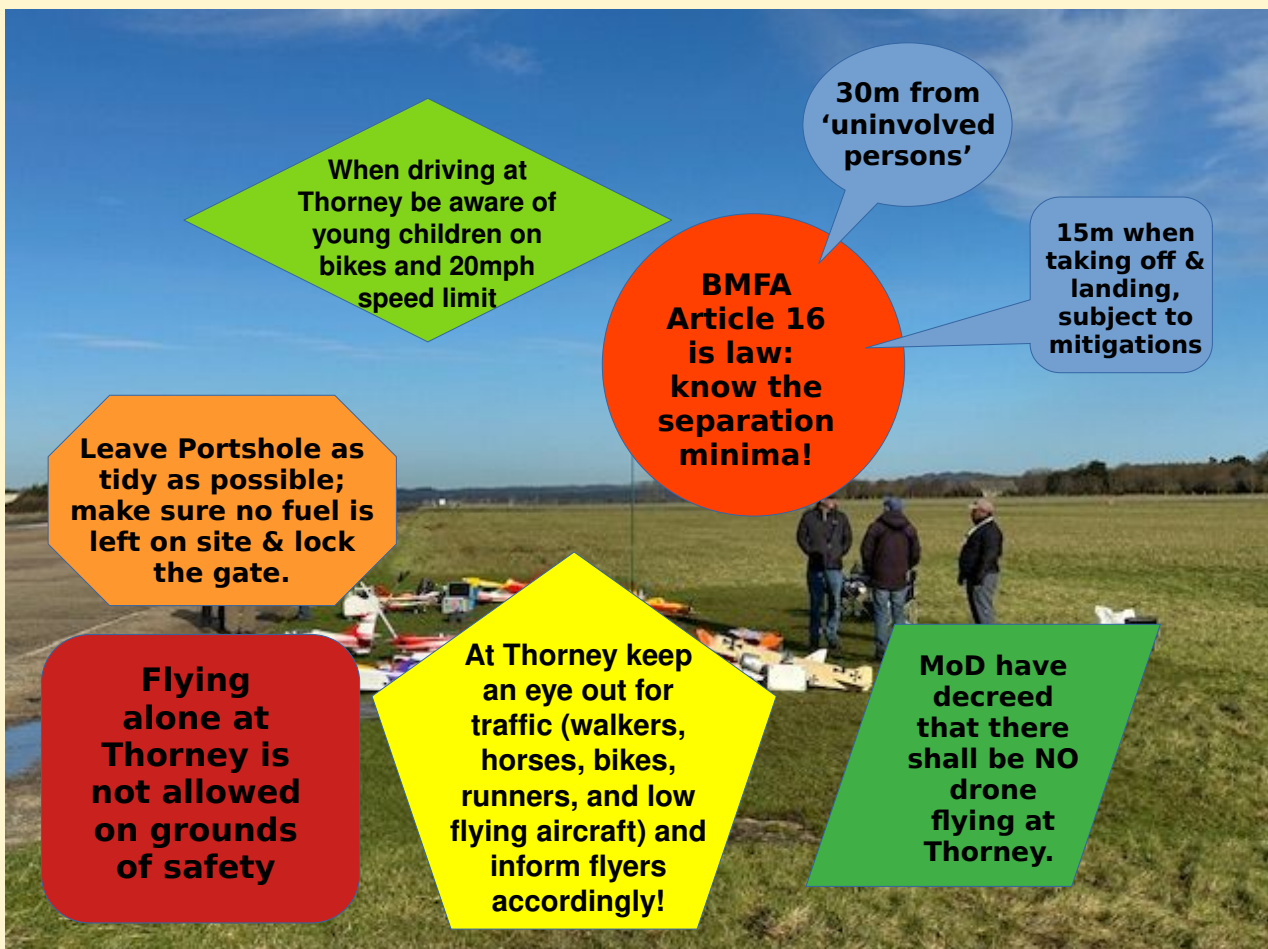 30m from
‘uninvolved
persons’
When driving at
Thorney be aware of
young children on
bikes and 20mph
speed limit
15m when
taking off &
landing,
subject to
mitigations
BMFA
Article 16
is law:
know the
separation
minima!
Leave Portshole as
tidy as possible;
make sure no fuel is
left on site & lock
the gate.
Flying
alone at
Thorney is
not allowed
on grounds
of safety
At Thorney keep
an eye out for
traffic (walkers,
horses, bikes,
runners, and low
flying aircraft) and
inform flyers
accordingly!
MoD have
decreed
that there
shall be NO
drone
flying at
Thorney.